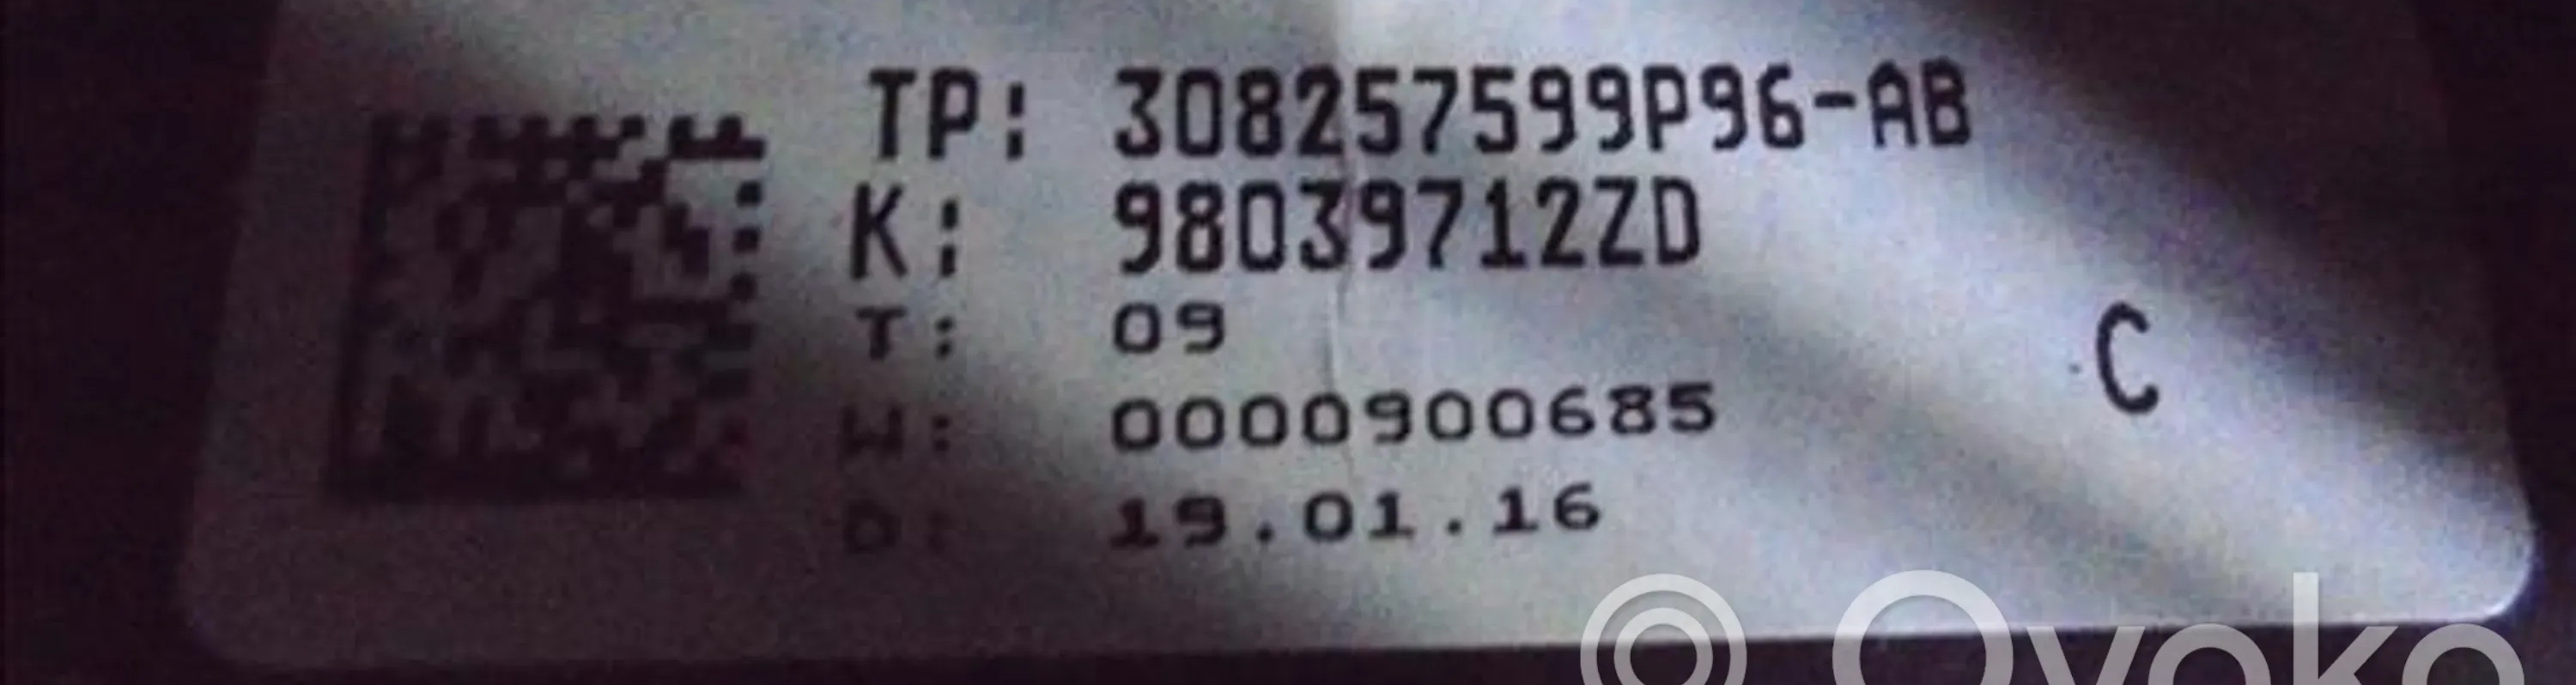 TP: 308257599P96-AB
K: 98039712ZD
T: 09
C
W: 0000900685
D: 19.01.16
Ovoko